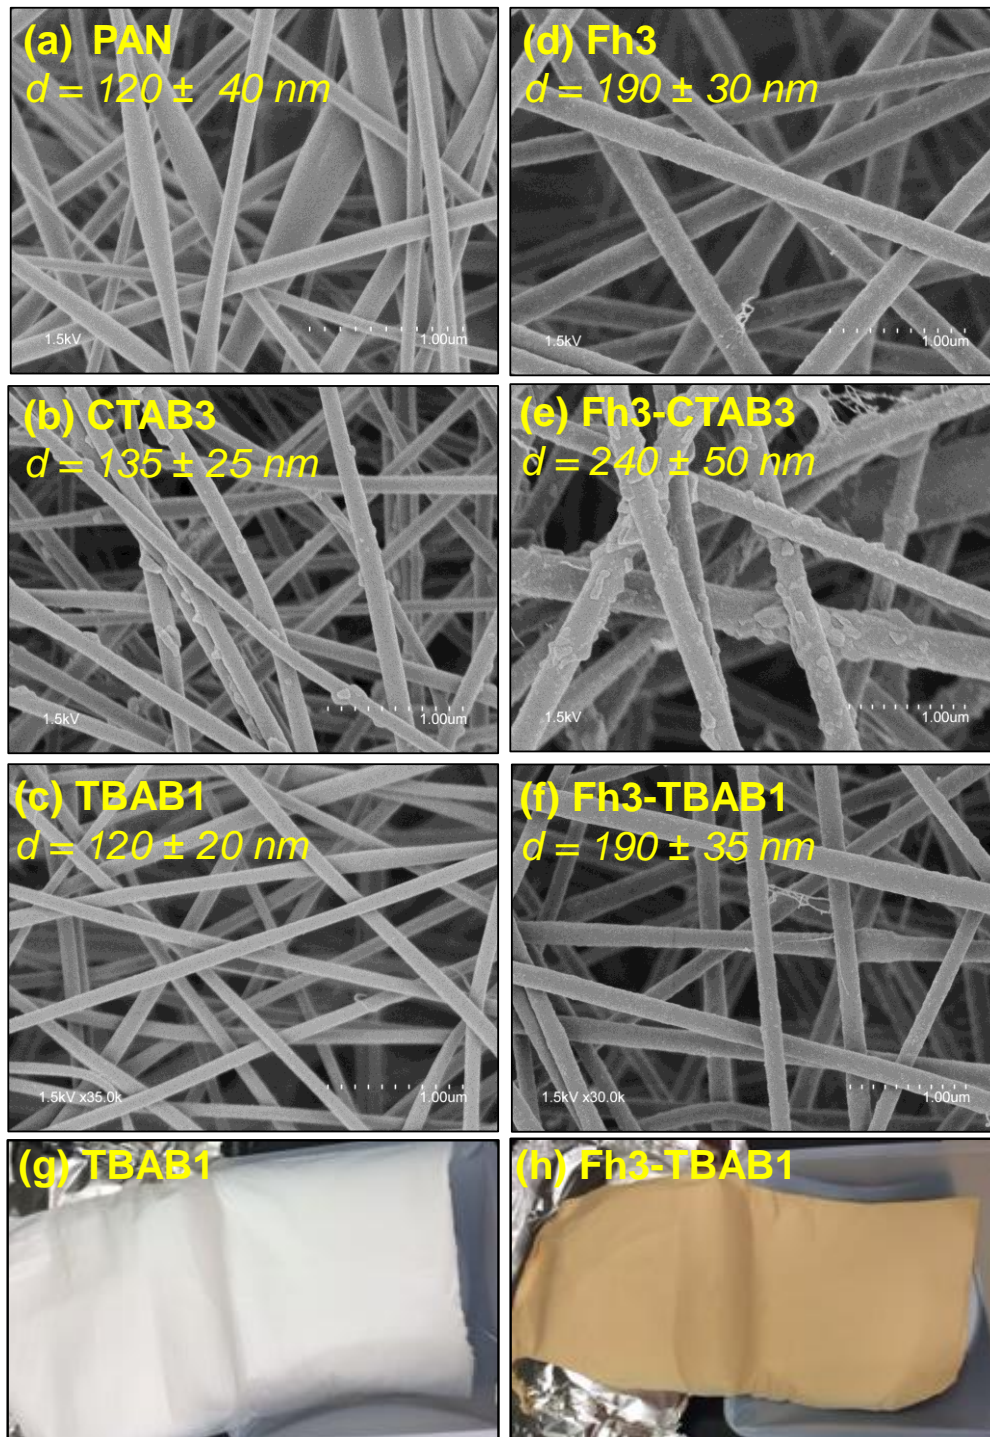 (a) PAN
d = 120 ± 40 nm
1.5kV
1.00um
(d) Fh3
d = 190 ± 30 nm
1.5kV
1.00um
(b) CTAB3
d = 135 ± 25 nm
1.5kV
1.00um
(e) Fh3-CTAB3
d = 240 ± 50 nm
1.5kV
1.00um
(c) TBAB1
d = 120 ± 20 nm
1.5kV x35.0k
1.00um
(f) Fh3-TBAB1
d = 190 ± 35 nm
1.5kV x30.0k
1.00um
(g) TBAB1
(h) Fh3-TBAB1